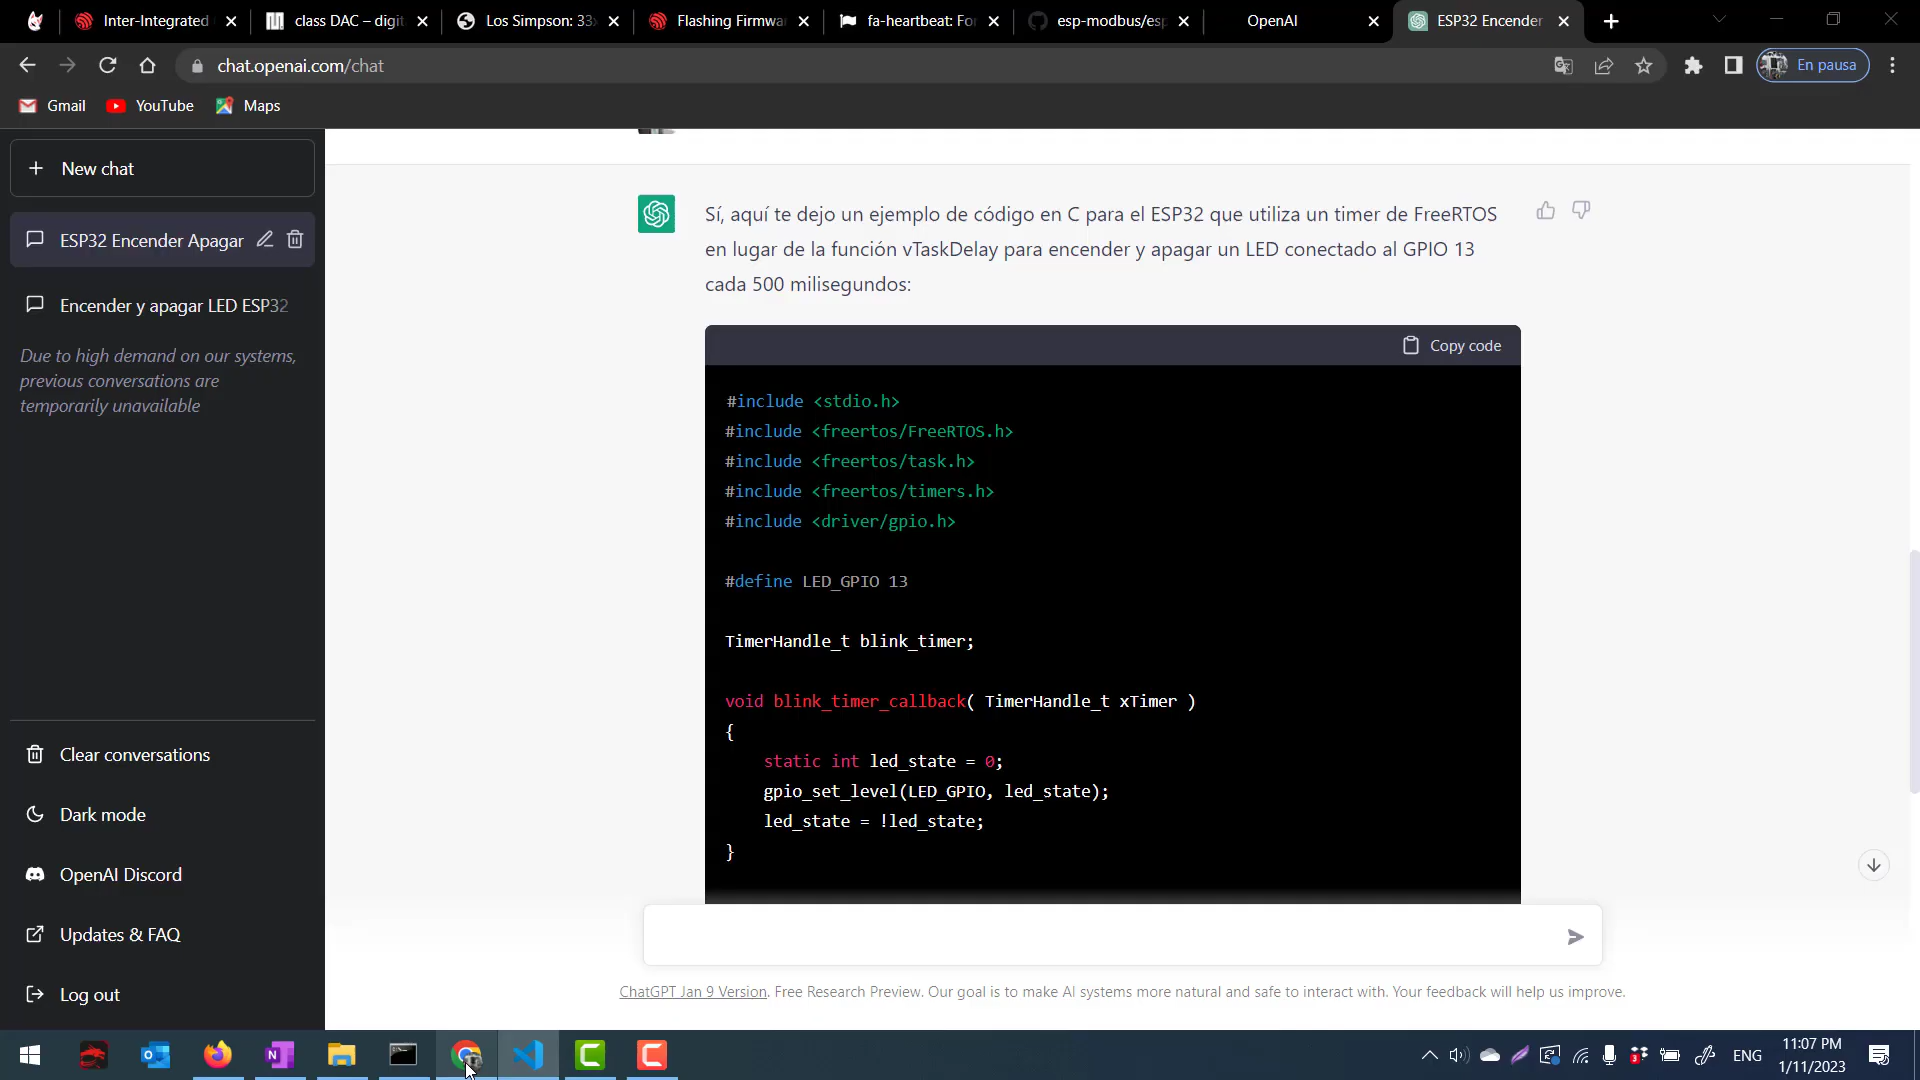 Inter-Integrated
class DAC – digit
Los Simpson: 33x
Flashing Firmwa
fa-heartbeat: Fo
esp-modbus/esp
OpenAI
ESP32 Encender
chat.openai.com/chat
En pausa
Gmail
YouTube
Maps
New chat
ESP32 Encender Apagar
Encender y apagar LED ESP32
Due to high demand on our systems,
previous conversations are
temporarily unavailable
Clear conversations
Dark mode
OpenAI Discord
Updates & FAQ
Log out
Sí, aquí te dejo un ejemplo de código en C para el ESP32 que utiliza un timer de FreeRTOS
en lugar de la función vTaskDelay para encender y apagar un LED conectado al GPIO 13
cada 500 milisegundos:
Copy code
#include <stdio.h>
#include <freertos/FreeRTOS.h>
#include <freertos/task.h>
#include <freertos/timers.h>
#include <driver/gpio.h>
#define LED_GPIO 13
TimerHandle_t blink_timer;
void blink_timer_callback( TimerHandle_t xTimer )
{
static int led_state = 0;
gpio_set_level(LED_GPIO, led_state);
led_state = !led_state;
}
ChatGPT Jan 9 Version. Free Research Preview. Our goal is to make AI systems more natural and safe to interact with. Your feedback will help us improve.
ENG
11:07 PM
1/11/2023